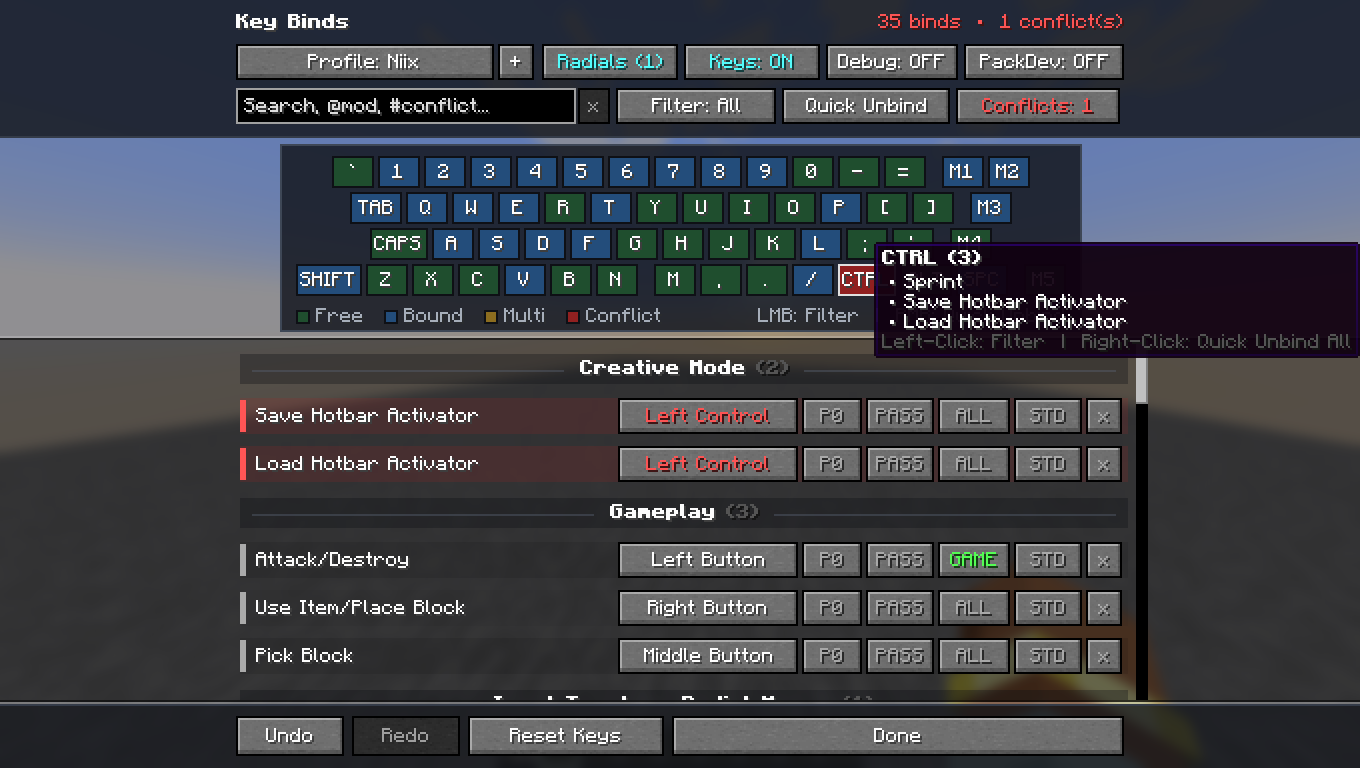 Key Binds 35 binds • 1 conflict(s)
Profile: Niix + Radials (1) Keys: ON Debug: OFF PackDev: OFF
Search, @mod, #conflict... x Filter: All Quick Unbind Conflicts: 1
` 1 2 3 4 5 6 7 8 9 0 - = M1 M2
TAB Q W E R T Y U I O P [ ] M3
CAPS A S D F G H J K L ; ' M4
SHIFT Z X C V B N M , . / CTR SPC M5
Free Bound Multi Conflict LMB: Filter
CTRL (3)
• Sprint
• Save Hotbar Activator
• Load Hotbar Activator
Left-Click: Filter | Right-Click: Quick Unbind All
Creative Mode (2)
Save Hotbar Activator Left Control P0 PASS ALL STD x
Load Hotbar Activator Left Control P0 PASS ALL STD x
Gameplay (3)
Attack/Destroy Left Button P0 PASS GAME STD x
Use Item/Place Block Right Button P0 PASS ALL STD x
Pick Block Middle Button P0 PASS ALL STD x
Undo Redo Reset Keys Done